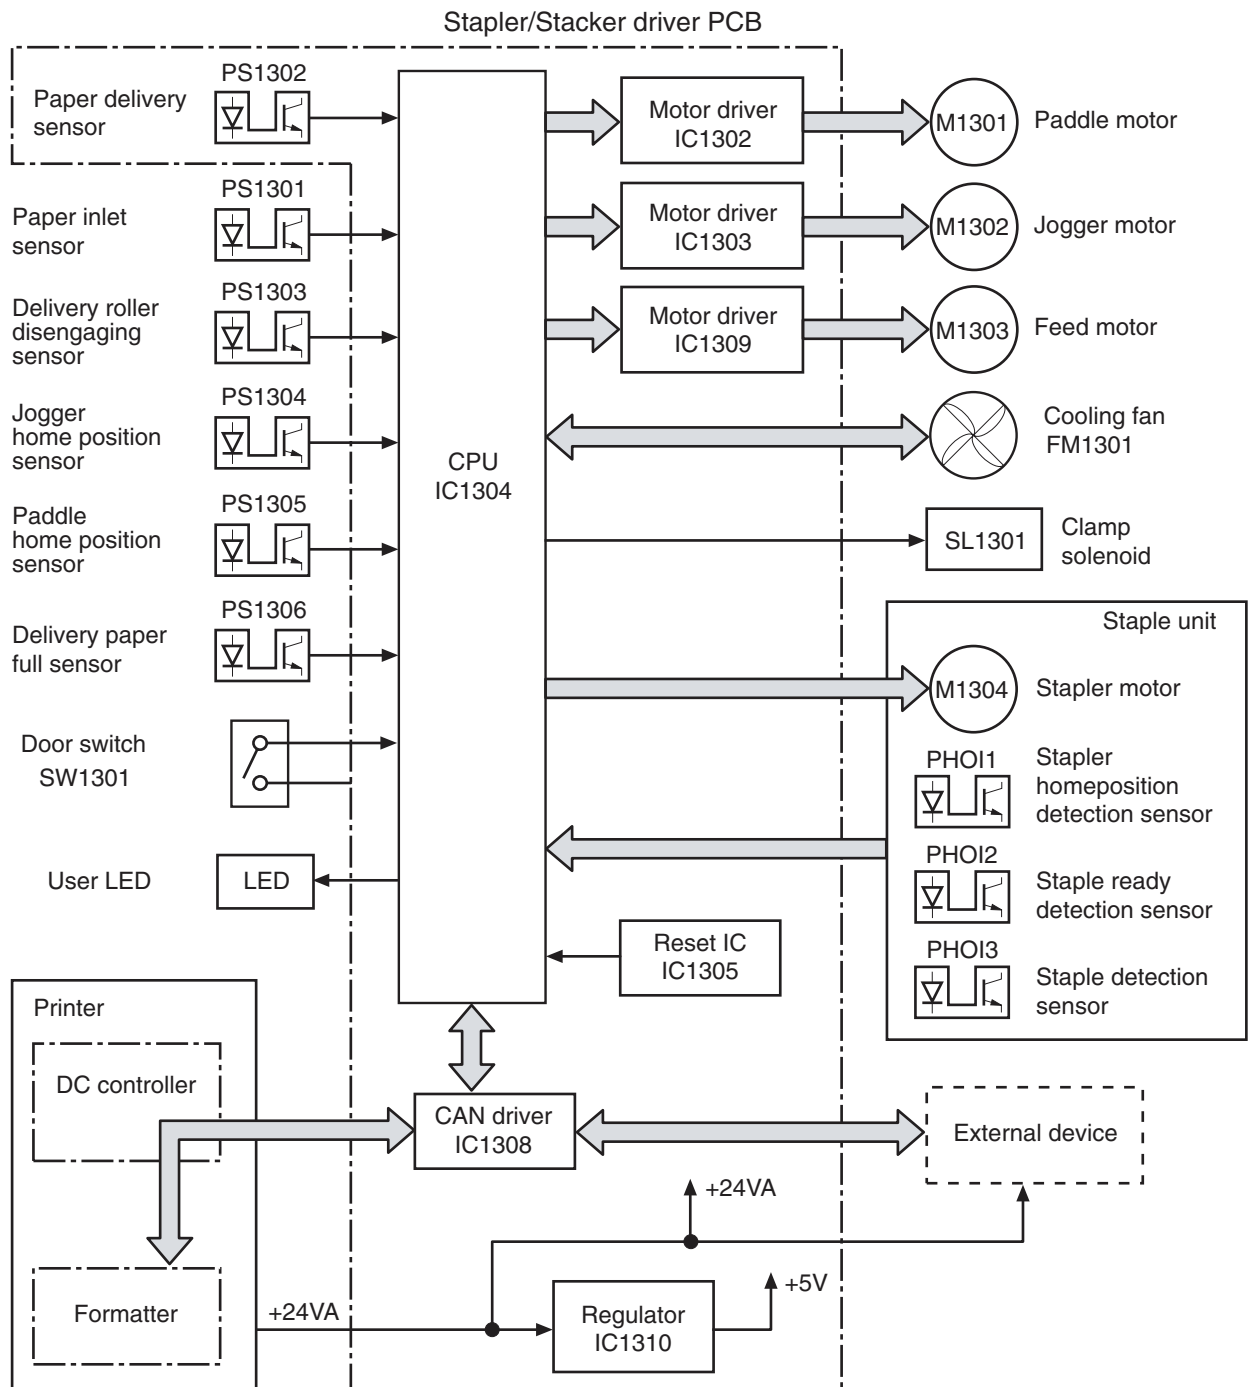 Stapler/Stacker driver PCB
Paper delivery
sensor
PS1302
Paper inlet
sensor
PS1301
Delivery roller
disengaging
sensor
PS1303
Jogger
home position
sensor
PS1304
Paddle
home position
sensor
PS1305
Delivery paper
full sensor
PS1306
Door switch
SW1301
User LED
LED
CPU
IC1304
Motor driver
IC1302
M1301
Paddle motor
Motor driver
IC1303
M1302
Jogger motor
Motor driver
IC1309
M1303
Feed motor
Cooling fan
FM1301
SL1301
Clamp
solenoid
Staple unit
M1304
Stapler motor
PHOI1
Stapler
homeposition
detection sensor
PHOI2
Staple ready
detection sensor
PHOI3
Staple detection
sensor
Reset IC
IC1305
Printer
DC controller
Formatter
CAN driver
IC1308
External device
+24VA
+24VA
Regulator
IC1310
+5V